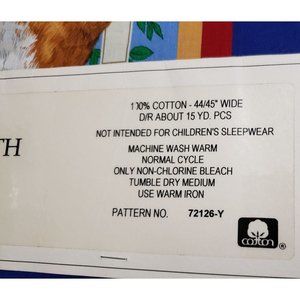 100% COTTON - 44/45" WIDE
D/R ABOUT 15 YD. PCS
NOT INTENDED FOR CHILDREN'S SLEEPWEAR
TH
MACHINE WASH WARM
NORMAL CYCLE
ONLY NON-CHLORINE BLEACH
TUMBLE DRY MEDIUM
USE WARM IRON
PATTERN NO. 72126-Y
cotton